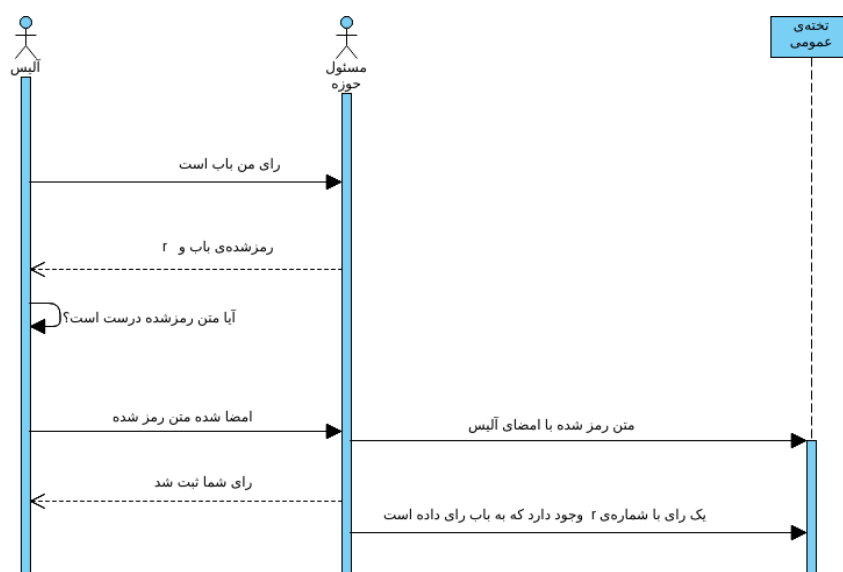 آلیس
مسئول
حوزه
تخته‌ی
عمومی
رای من باب است
رمزشده‌ی باب و r
آیا متن رمزشده درست است؟
امضا شده متن رمز شده
متن رمز شده با امضای آلیس
رای شما ثبت شد
یک رای با شماره‌ی r وجود دارد که به باب رای داده است